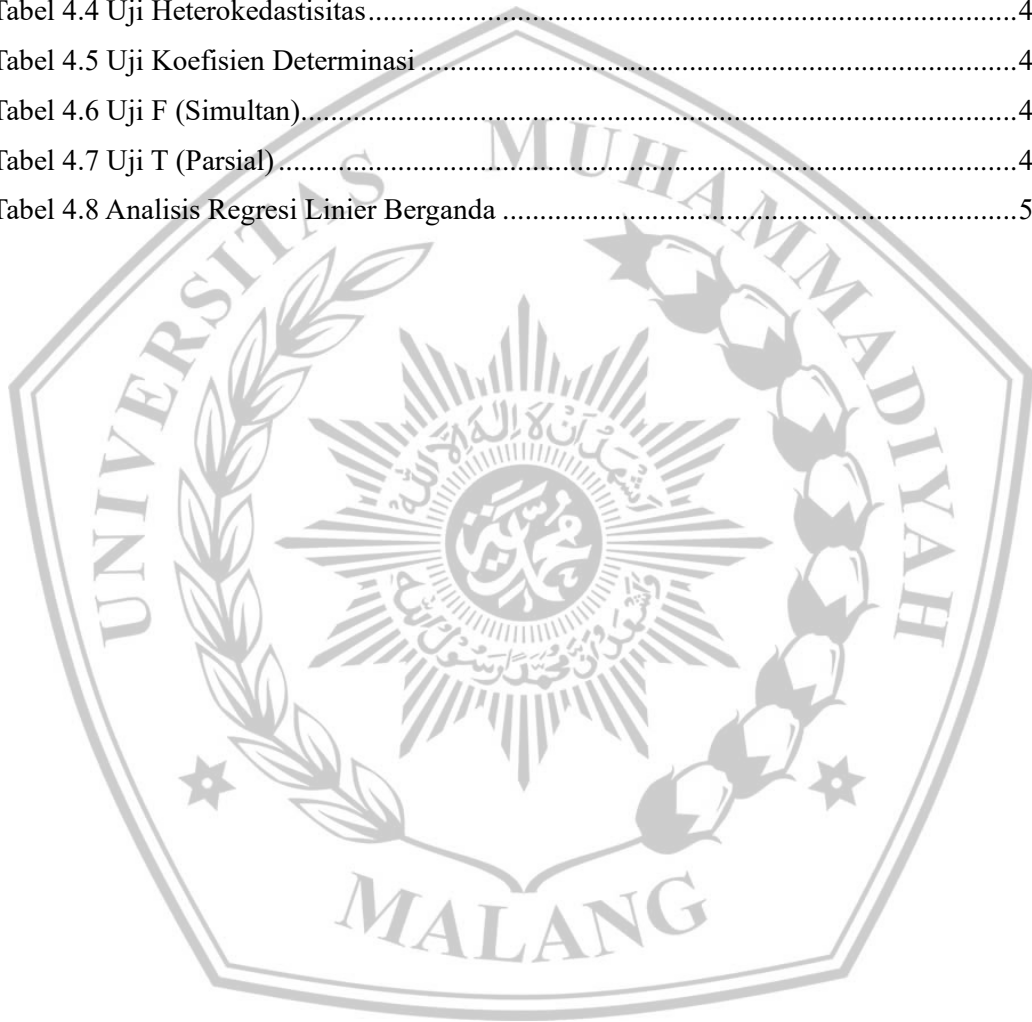 Tabel 4.4 Uji Heterokedastisitas....................................................................................4
Tabel 4.5 Uji Koefisien Determinasi..............................................................................4
Tabel 4.6 Uji F (Simultan).............................................................................................4
Tabel 4.7 Uji T (Parsial)................................................................................................4
Tabel 4.8 Analisis Regresi Linier Berganda ..................................................................5
UNIVERSITAS MUHAMMADIYAH
MALANG